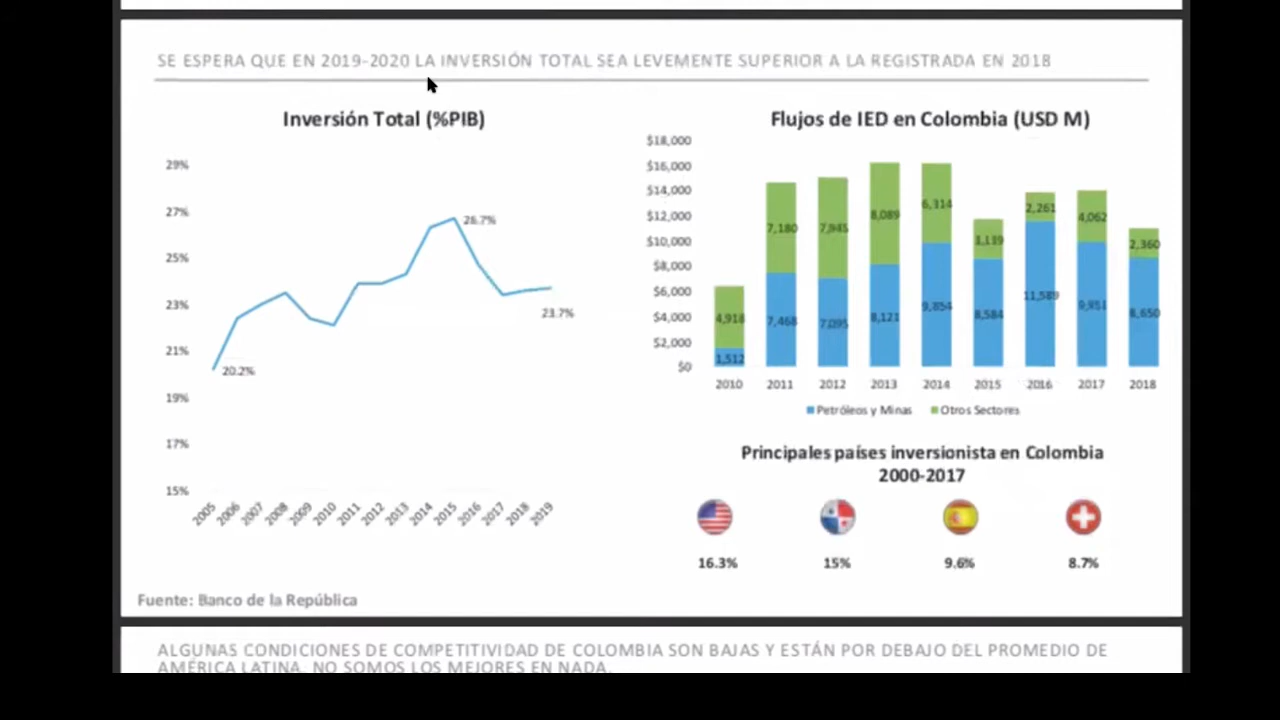 SE ESPERA QUE EN 2019-2020 LA INVERSIÓN TOTAL SEA LEVEMENTE SUPERIOR A LA REGISTRADA EN 2018
Inversión Total (%PIB)
29%
27%
25%
23%
21%
19%
17%
15%
26.7%
23.7%
20.2%
2005 2006 2007 2008 2009 2010 2011 2012 2013 2014 2015 2016 2017 2018 2019
Fuente: Banco de la República
Flujos de IED en Colombia (USD M)
$18,000
$16,000
$14,000
$12,000
$10,000
$8,000
$6,000
$4,000
$2,000
$0
4,918 7,180 7,945 8,089 6,314 3,139 2,261 4,062 2,360
1,512 7,468 7,095 8,121 9,854 8,584 11,589 9,951 8,650
2010 2011 2012 2013 2014 2015 2016 2017 2018
Petróleos y Minas Otros Sectores
Principales países inversionista en Colombia
2000-2017
16.3% 15% 9.6% 8.7%
ALGUNAS CONDICIONES DE COMPETITIVIDAD DE COLOMBIA SON BAJAS Y ESTÁN POR DEBAJO DEL PROMEDIO DE
AMÉRICA LATINA. NO SOMOS LOS MEJORES EN NADA.